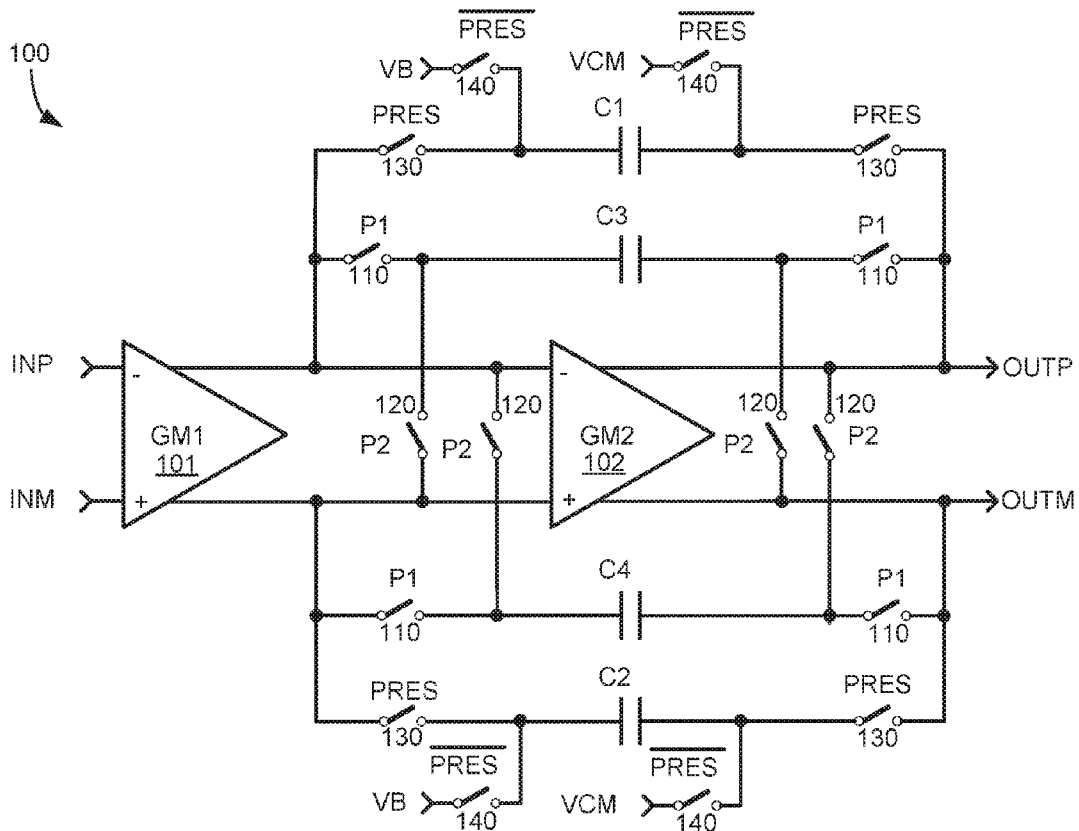 PRES PRES
100
VB 140 VCM 140
C1
PRES PRES
130 130
C3
P1 P1
110 110
INP - - OUTP
120 120 120 120
GM1 P2 P2 GM2 P2 P2
101 102
INM + + OUTM
C4
P1 P1
110 110
C2
PRES PRES
130 130
PRES PRES
VB 140 VCM 140